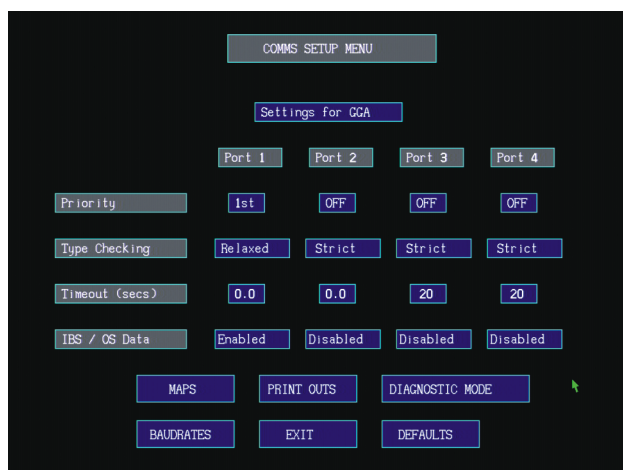 COMMS SETUP MENU
Settings for GGA
Port 1 Port 2 Port 3 Port 4
Priority 1st OFF OFF OFF
Type Checking Relaxed Strict Strict Strict
Timeout (secs) 0.0 0.0 20 20
IBS / OS Data Enabled Disabled Disabled Disabled
MAPS PRINT OUTS DIAGNOSTIC MODE
BAUDRATES EXIT DEFAULTS